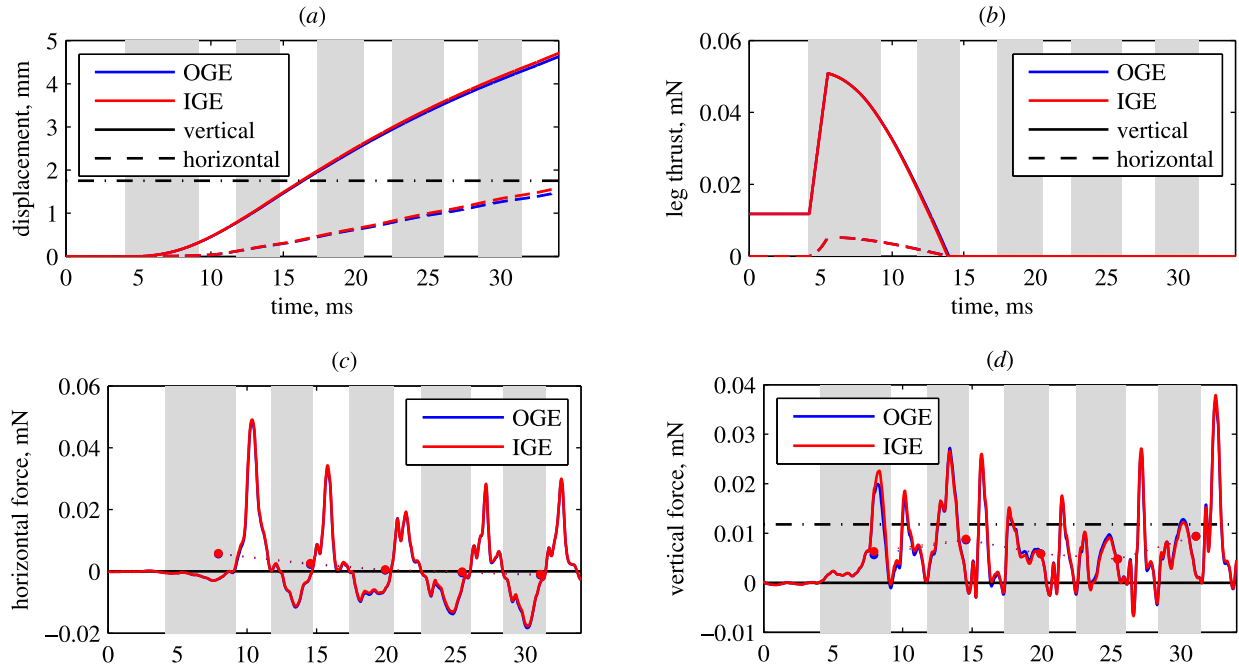 (a)
5
4
3
2
1
0
displacement, mm
OGE
IGE
vertical
horizontal
0 5 10 15 20 25 30
time, ms
(b)
0.06
0.04
0.02
0
leg thrust, mN
OGE
IGE
vertical
horizontal
0 5 10 15 20 25 30
time, ms
(c)
0.06
0.04
0.02
0
−0.02
horizontal force, mN
OGE
IGE
0 5 10 15 20 25 30
(d)
0.04
0.03
0.02
0.01
0
−0.01
vertical force, mN
OGE
IGE
0 5 10 15 20 25 30